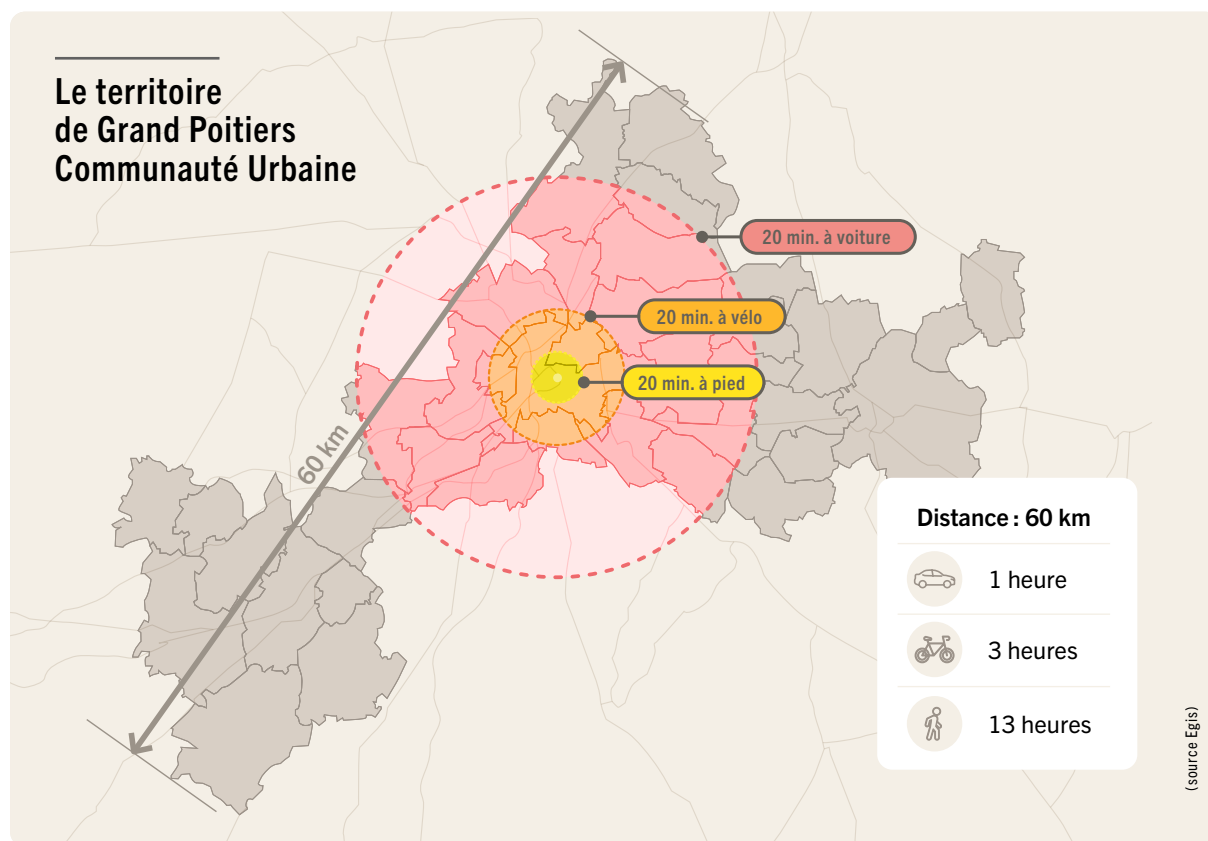 Le territoire
de Grand Poitiers
Communauté Urbaine
20 min. à voiture
20 min. à vélo
20 min. à pied
60 km
Distance : 60 km
1 heure
3 heures
13 heures
(source Egis)